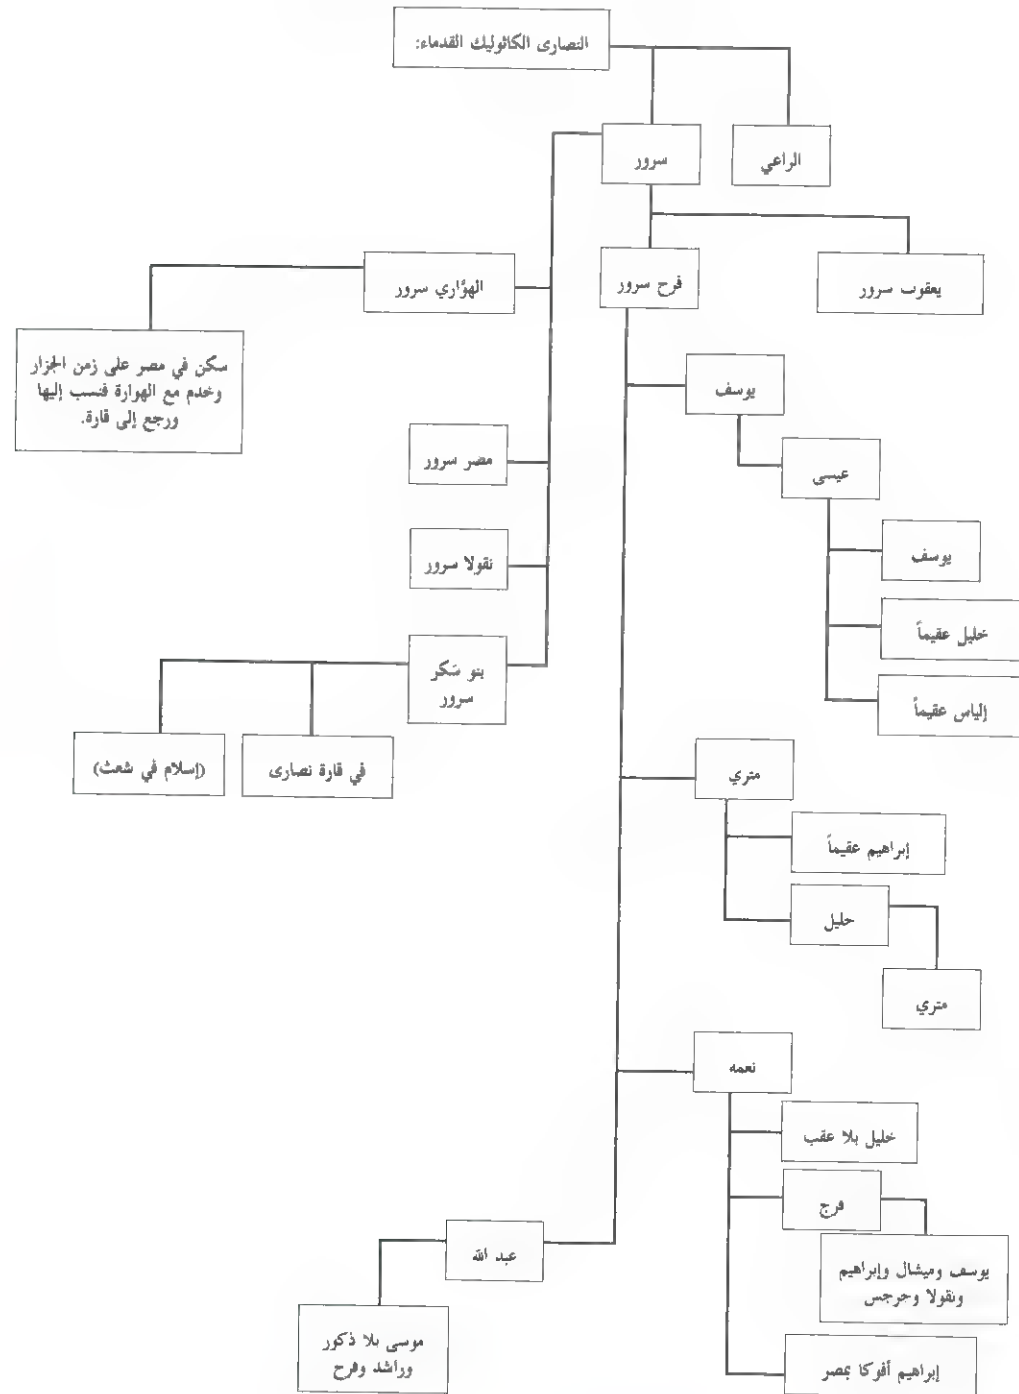 النصارى الكاثوليك القدماء:
الراعي
سرور
يعقوب سرور
فرح سرور
الهوّاري سرور
سكن في مصر على زمن الجزار
وخدم مع الهوارة فنسب إليها
ورجع إلى قارة.
يوسف
عيسى
يوسف
خليل عقيماً
إلياس عقيماً
مصر سرور
نقولا سرور
بنو سَكر
سرور
في قارة نصارى
(إسلام في شعث)
متري
إبراهيم عقيماً
خليل
متري
نعمه
خليل بلا عقب
فرج
يوسف وميشال وإبراهيم
ونقولا وجرجس
إبراهيم أفوكا بمصر
عبد الله
موسى بلا ذكور
وراشد وفرح